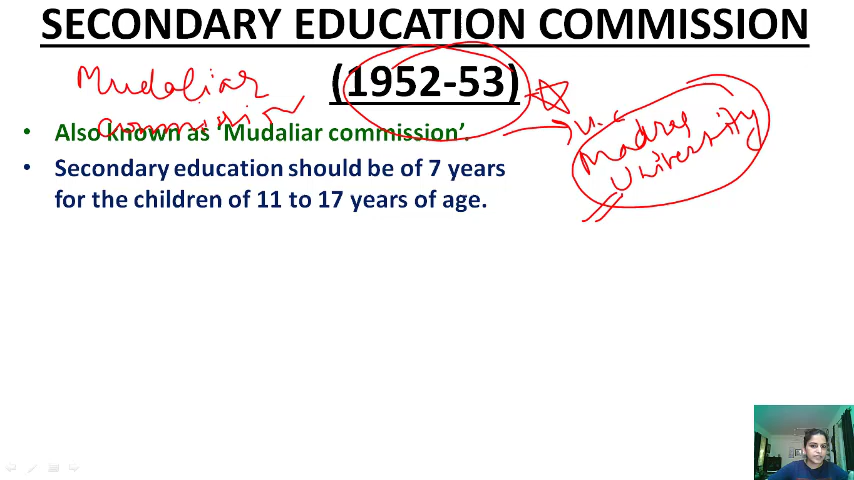 SECONDARY EDUCATION COMMISSION
(1952-53)
Mudaliar
commission
• Also known as ‘Mudaliar commission’.
V.C
Madras
University
• Secondary education should be of 7 years
for the children of 11 to 17 years of age.